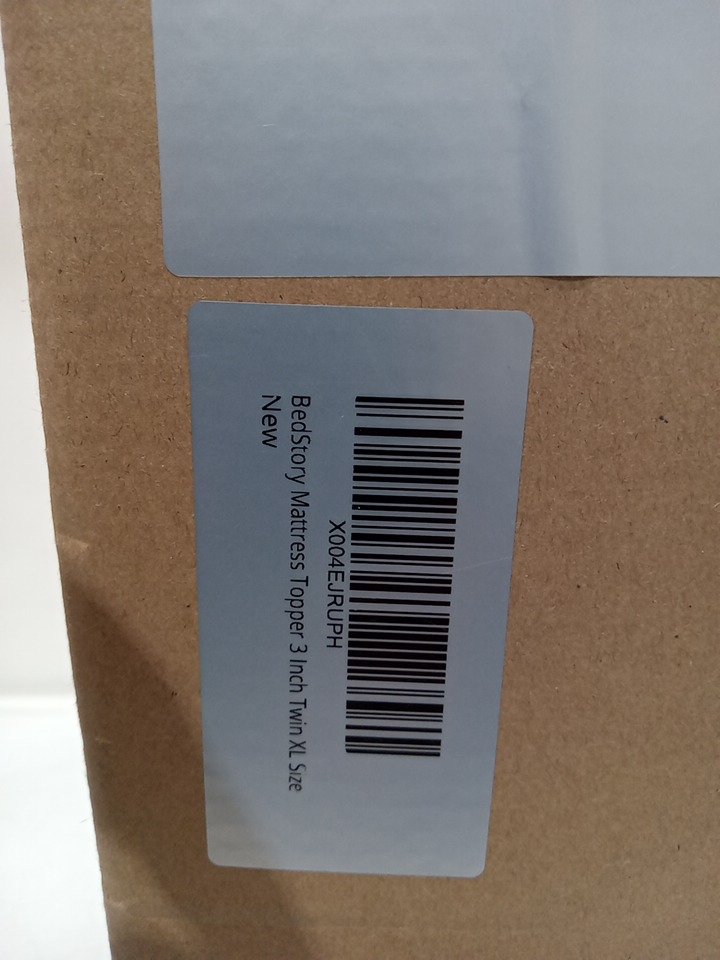 X004EJRUPH
BedStory Mattress Topper 3 Inch Twin XL Size
New